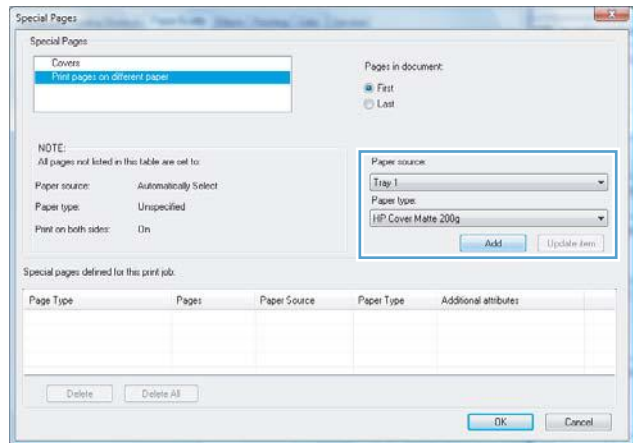 Special Pages
Special Pages
Covers
Print pages on different paper
Pages in document:
First
Last
NOTE:
All pages not listed in this table are set to:
Paper source: Automatically Select
Paper type: Unspecified
Print on both sides: On
Paper source:
Tray 1
Paper type:
HP Cover Matte 200g
Add Update item
Special pages defined for this print job.
Page Type Pages Paper Source Paper Type Additional attributes
Delete Delete All
OK Cancel